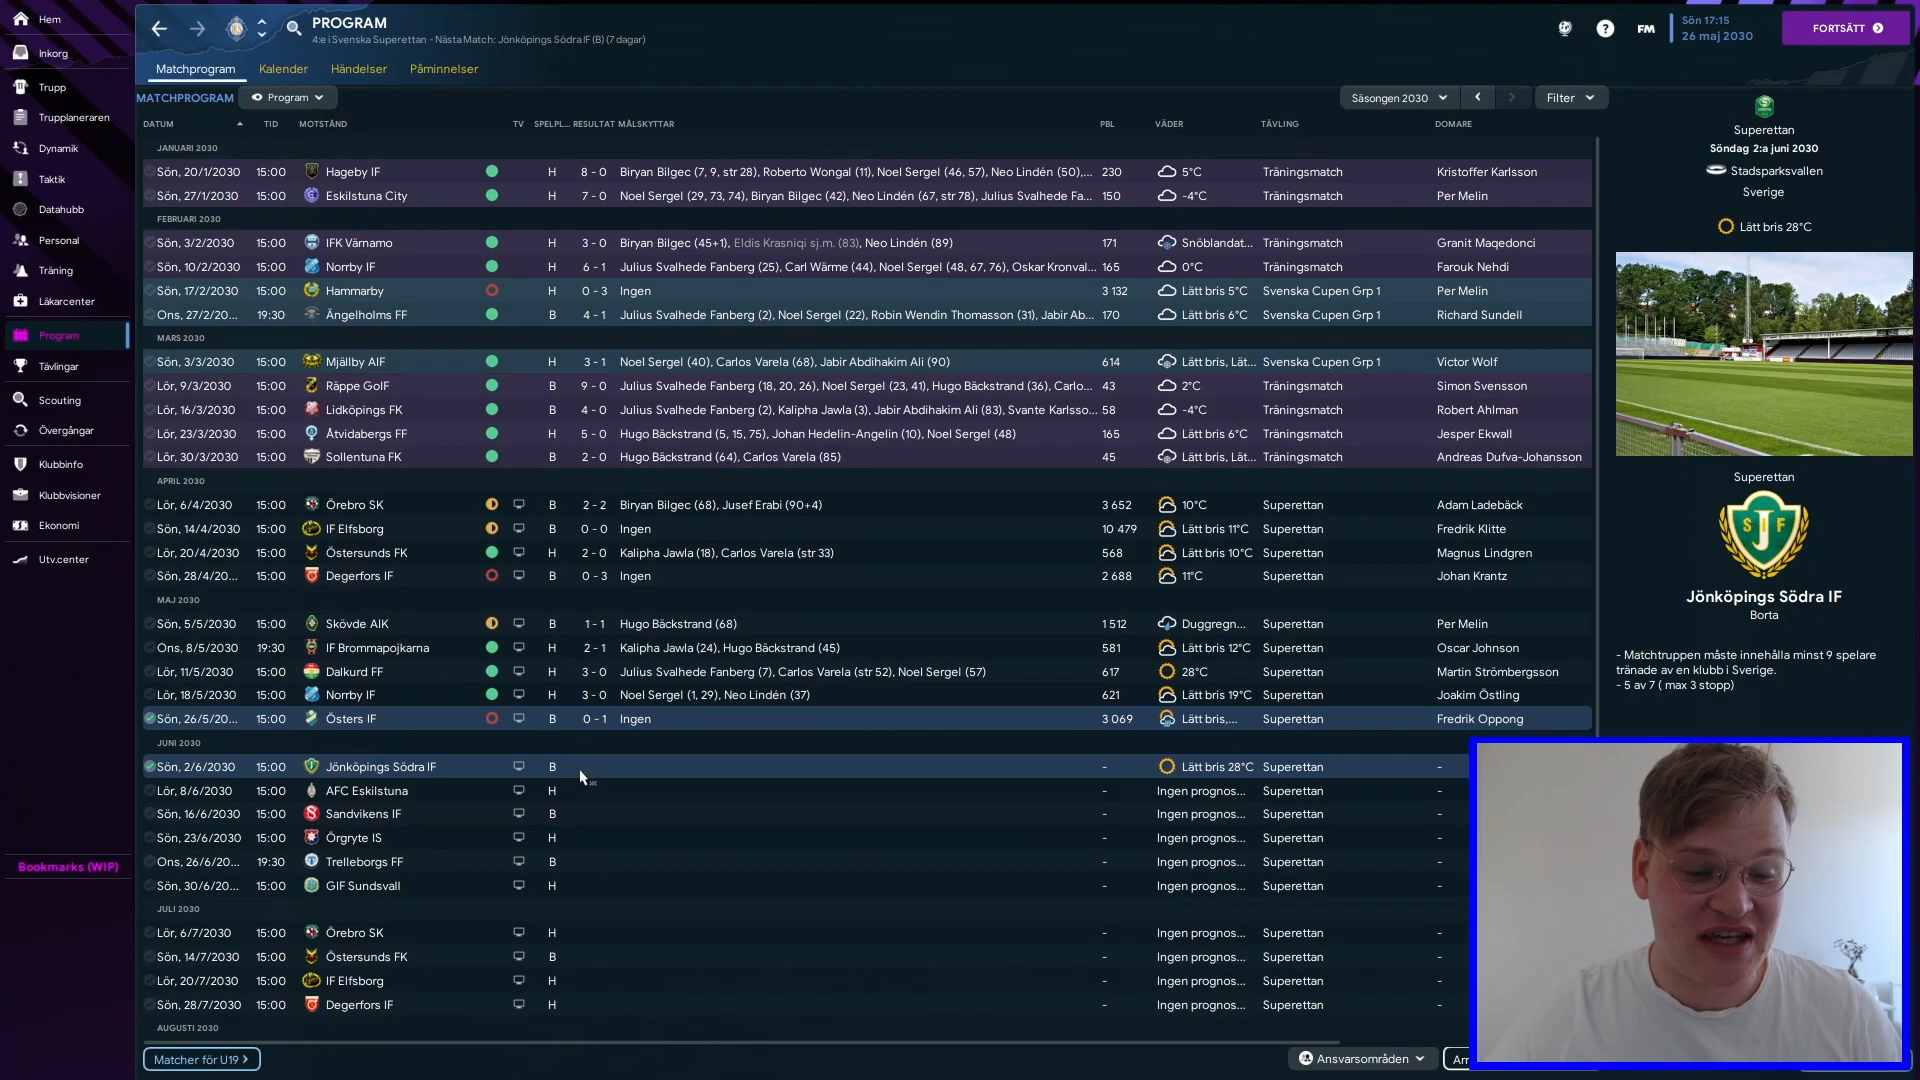 Hem
Inkorg
Trupp
Trupplaneraren
Dynamik
Taktik
Datahubb
Personal
Träning
Läkarcenter
Program
Tävlingar
Scouting
Övergångar
Klubbinfo
Klubbvisioner
Ekonomi
Utv.center
Bookmarks (WIP)
PROGRAM
4:e i Svenska Superettan - Nästa Match: Jönköpings Södra IF (B) (7 dagar)
FM
Sön 17:15
26 maj 2030
FORTSÄTT
Matchprogram Kalender Händelser Påminnelser
MATCHPROGRAM Program Säsongen 2030 Filter
DATUM TID MOTSTÅND TV SPELPL... RESULTAT MÅLSKYTTAR PBL VÄDER TÄVLING DOMARE
JANUARI 2030
Sön, 20/1/2030 15:00 Hageby IF H 8 - 0 Biryan Bilgec (7, 9, str 28), Roberto Wongal (11), Noel Sergel (46, 57), Neo Lindén (50),... 230 5°C Träningsmatch Kristoffer Karlsson
Sön, 27/1/2030 15:00 Eskilstuna City H 7 - 0 Noel Sergel (29, 73, 74), Biryan Bilgec (42), Neo Lindén (67, str 78), Julius Svalhede Fa... 150 -4°C Träningsmatch Per Melin
FEBRUARI 2030
Sön, 3/2/2030 15:00 IFK Värnamo H 3 - 0 Biryan Bilgec (45+1), Eldis Krasniqi sj.m. (83), Neo Lindén (89) 171 Snöblandat... Träningsmatch Granit Maqedonci
Sön, 10/2/2030 15:00 Norrby IF H 6 - 1 Julius Svalhede Fanberg (25), Carl Wärme (44), Noel Sergel (48, 67, 76), Oskar Kronval... 165 0°C Träningsmatch Farouk Nehdi
Sön, 17/2/2030 15:00 Hammarby H 0 - 3 Ingen 3 132 Lätt bris 5°C Svenska Cupen Grp 1 Per Melin
Ons, 27/2/20... 19:30 Ängelholms FF B 4 - 1 Julius Svalhede Fanberg (2), Noel Sergel (22), Robin Wendin Thomasson (31), Jabir Ab... 170 Lätt bris 6°C Svenska Cupen Grp 1 Richard Sundell
MARS 2030
Sön, 3/3/2030 15:00 Mjällby AIF H 3 - 1 Noel Sergel (40), Carlos Varela (68), Jabir Abdihakim Ali (90) 614 Lätt bris, Lät... Svenska Cupen Grp 1 Victor Wolf
Lör, 9/3/2030 15:00 Räppe GoIF B 9 - 0 Julius Svalhede Fanberg (18, 20, 26), Noel Sergel (23, 41), Hugo Bäckstrand (36), Carlo... 43 2°C Träningsmatch Simon Svensson
Lör, 16/3/2030 15:00 Lidköpings FK B 4 - 0 Julius Svalhede Fanberg (2), Kalipha Jawla (3), Jabir Abdihakim Ali (83), Svante Karlsso... 58 -4°C Träningsmatch Robert Ahlman
Lör, 23/3/2030 15:00 Åtvidabergs FF H 5 - 0 Hugo Bäckstrand (5, 15, 75), Johan Hedelin-Angelin (10), Noel Sergel (48) 165 Lätt bris 6°C Träningsmatch Jesper Ekwall
Lör, 30/3/2030 15:00 Sollentuna FK B 2 - 0 Hugo Bäckstrand (64), Carlos Varela (85) 45 Lätt bris, Lät... Träningsmatch Andreas Dufva-Johansson
APRIL 2030
Lör, 6/4/2030 15:00 Örebro SK B 2 - 2 Biryan Bilgec (68), Jusef Erabi (90+4) 3 652 10°C Superettan Adam Ladebäck
Sön, 14/4/2030 15:00 IF Elfsborg B 0 - 0 Ingen 10 479 Lätt bris 11°C Superettan Fredrik Klitte
Lör, 20/4/2030 15:00 Östersunds FK H 2 - 0 Kalipha Jawla (18), Carlos Varela (str 33) 568 Lätt bris 10°C Superettan Magnus Lindgren
Sön, 28/4/20... 15:00 Degerfors IF B 0 - 3 Ingen 2 688 11°C Superettan Johan Krantz
MAJ 2030
Sön, 5/5/2030 15:00 Skövde AIK B 1 - 1 Hugo Bäckstrand (68) 1 512 Duggregn... Superettan Per Melin
Ons, 8/5/2030 19:30 IF Brommapojkarna H 2 - 1 Kalipha Jawla (24), Hugo Bäckstrand (45) 581 Lätt bris 12°C Superettan Oscar Johnson
Lör, 11/5/2030 15:00 Dalkurd FF H 3 - 0 Julius Svalhede Fanberg (7), Carlos Varela (str 52), Noel Sergel (57) 617 28°C Superettan Martin Strömbergsson
Lör, 18/5/2030 15:00 Norrby IF H 3 - 0 Noel Sergel (1, 29), Neo Lindén (37) 621 Lätt bris 19°C Superettan Joakim Östling
Sön, 26/5/20... 15:00 Östers IF B 0 - 1 Ingen 3 069 Lätt bris,... Superettan Fredrik Oppong
JUNI 2030
Sön, 2/6/2030 15:00 Jönköpings Södra IF B - Lätt bris 28°C Superettan -
Lör, 8/6/2030 15:00 AFC Eskilstuna H - Ingen prognos... Superettan -
Sön, 16/6/2030 15:00 Sandvikens IF B - Ingen prognos... Superettan -
Sön, 23/6/2030 15:00 Örgryte IS H - Ingen prognos... Superettan -
Ons, 26/6/20... 19:30 Trelleborgs FF B - Ingen prognos... Superettan -
Sön, 30/6/20... 15:00 GIF Sundsvall H - Ingen prognos... Superettan -
JULI 2030
Lör, 6/7/2030 15:00 Örebro SK H - Ingen prognos... Superettan -
Sön, 14/7/2030 15:00 Östersunds FK B - Ingen prognos... Superettan -
Lör, 20/7/2030 15:00 IF Elfsborg H - Ingen prognos... Superettan -
Sön, 28/7/2030 15:00 Degerfors IF H - Ingen prognos... Superettan -
AUGUSTI 2030
Matcher för U19 Ansvarsområden Arr
Superettan
Söndag 2:a juni 2030
Stadsparksvallen
Sverige
Lätt bris 28°C
Superettan
SJF
Jönköpings Södra IF
Borta
- Matchtruppen måste innehålla minst 9 spelare
tränade av en klubb i Sverige.
- 5 av 7 ( max 3 stopp)